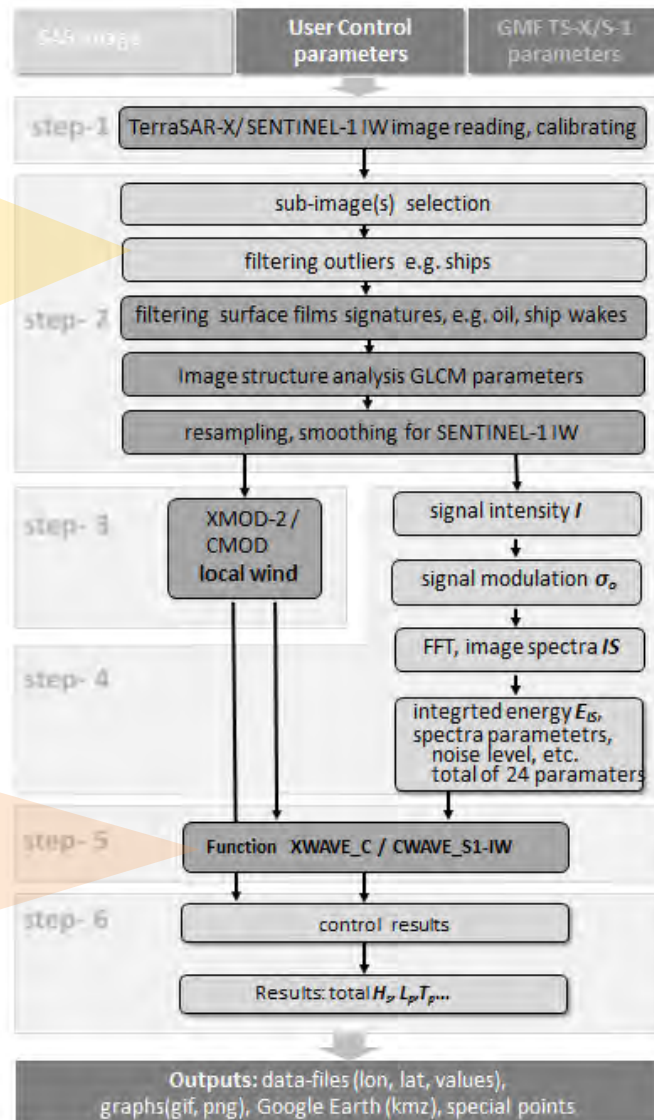 SAR image
User Control
parameters
GMF TS-X/S-1
parameters
step-1
TerraSAR-X/ SENTINEL-1 IW image reading, calibrating
sub-image(s) selection
filtering outliers e.g. ships
step- 2
filtering surface films signatures, e.g. oil, ship wakes
Image structure analysis GLCM parameters
resampling, smoothing for SENTINEL-1 IW
step- 3
XMOD-2 /
CMOD
local wind
signal intensity I
signal modulation σo
FFT, image spectra IS
step- 4
integrted energy EIS,
spectra parametetrs,
noise level, etc.
total of 24 paramaters
step- 5
Function XWAVE_C / CWAVE_S1-IW
step- 6
control results
Results: total Hs, Lp,Tp...
Outputs: data-files (lon, lat, values),
graphs(gif, png), Google Earth (kmz), special points